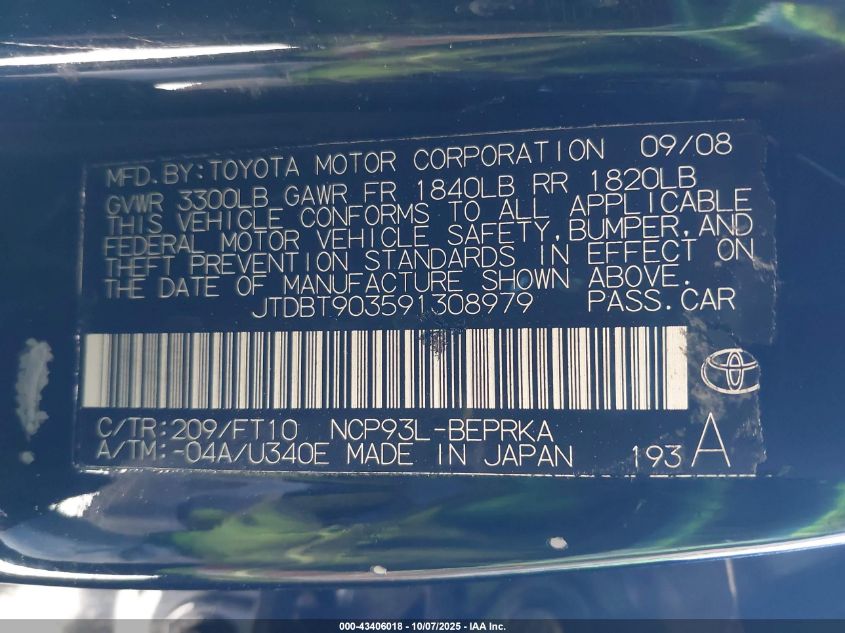 MFD.BY:TOYOTA MOTOR CORPORATION 09/08
GVWR 3300LB GAWR FR 1840LB RR 1820LB
THIS VEHICLE CONFORMS TO ALL APPLICABLE
FEDERAL MOTOR VEHICLE SAFETY,BUMPER,AND
THEFT PREVENTION STANDARDS IN EFFECT ON
THE DATE OF MANUFACTURE SHOWN ABOVE.
JTDBT903591308979 PASS.CAR
C/TR:209/FT10 NCP93L-BEPRKA
A/TM:-04A/U340E MADE IN JAPAN 193 A
000-43406018 - 10/07/2025 - IAA Inc.